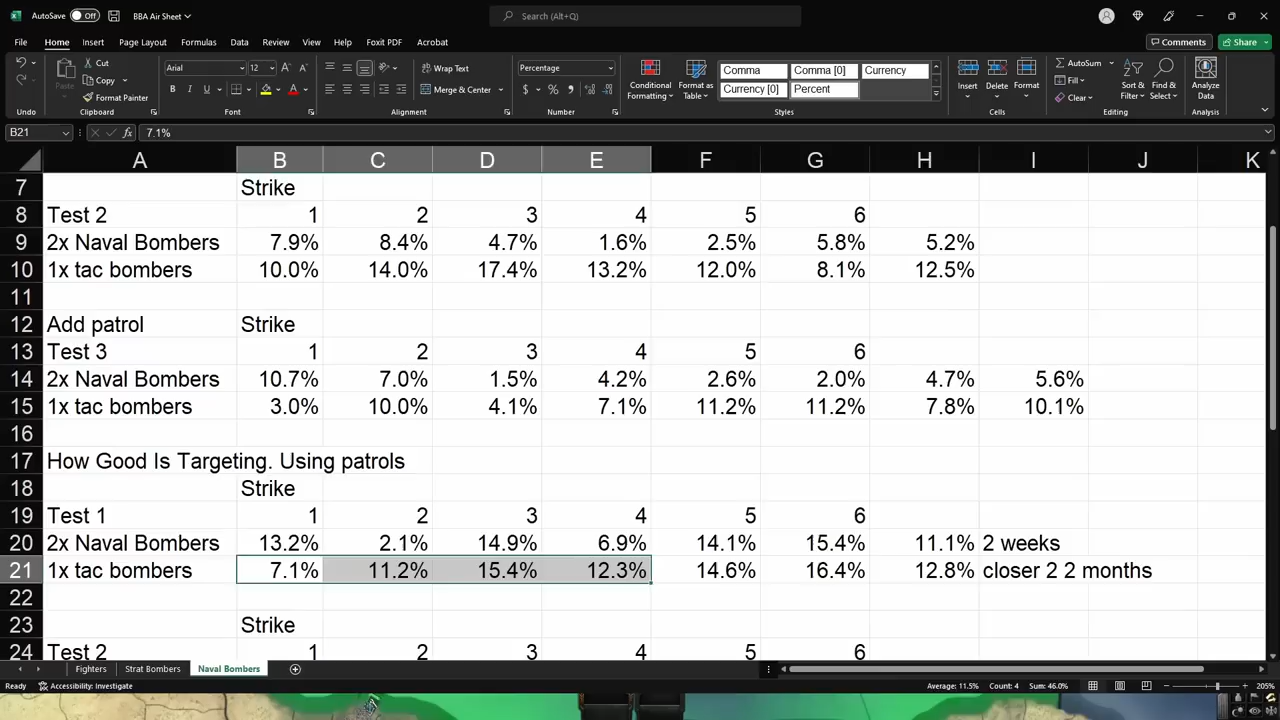 AutoSave Off BBA Air Sheet Search (Alt+Q)
File Home Insert Page Layout Formulas Data Review View Help Foxit PDF Acrobat Comments Share
Paste Cut Copy Format Painter
Arial 12
B I U
Wrap Text
Merge & Center
Percentage
$ % 9
Conditional Formatting Format as Table
Comma Comma [0] Currency
Currency [0] Percent
Insert Delete Format
AutoSum Fill Clear
Sort & Filter Find & Select
Analyze Data
Undo Clipboard Font Alignment Number Styles Cells Editing Analysis
B21 fx 7.1%
A B C D E F G H I J K
7 Strike
8 Test 2 1 2 3 4 5 6
9 2x Naval Bombers 7.9% 8.4% 4.7% 1.6% 2.5% 5.8% 5.2%
10 1x tac bombers 10.0% 14.0% 17.4% 13.2% 12.0% 8.1% 12.5%
11
12 Add patrol Strike
13 Test 3 1 2 3 4 5 6
14 2x Naval Bombers 10.7% 7.0% 1.5% 4.2% 2.6% 2.0% 4.7% 5.6%
15 1x tac bombers 3.0% 10.0% 4.1% 7.1% 11.2% 11.2% 7.8% 10.1%
16
17 How Good Is Targeting. Using patrols
18 Strike
19 Test 1 1 2 3 4 5 6
20 2x Naval Bombers 13.2% 2.1% 14.9% 6.9% 14.1% 15.4% 11.1% 2 weeks
21 1x tac bombers 7.1% 11.2% 15.4% 12.3% 14.6% 16.4% 12.8% closer 2 2 months
22
23 Strike
24 Test 2 1 2 3 4 5 6
Fighters Strat Bombers Naval Bombers
Ready Accessibility: Investigate Average: 11.5% Count: 4 Sum: 46.0% 205%